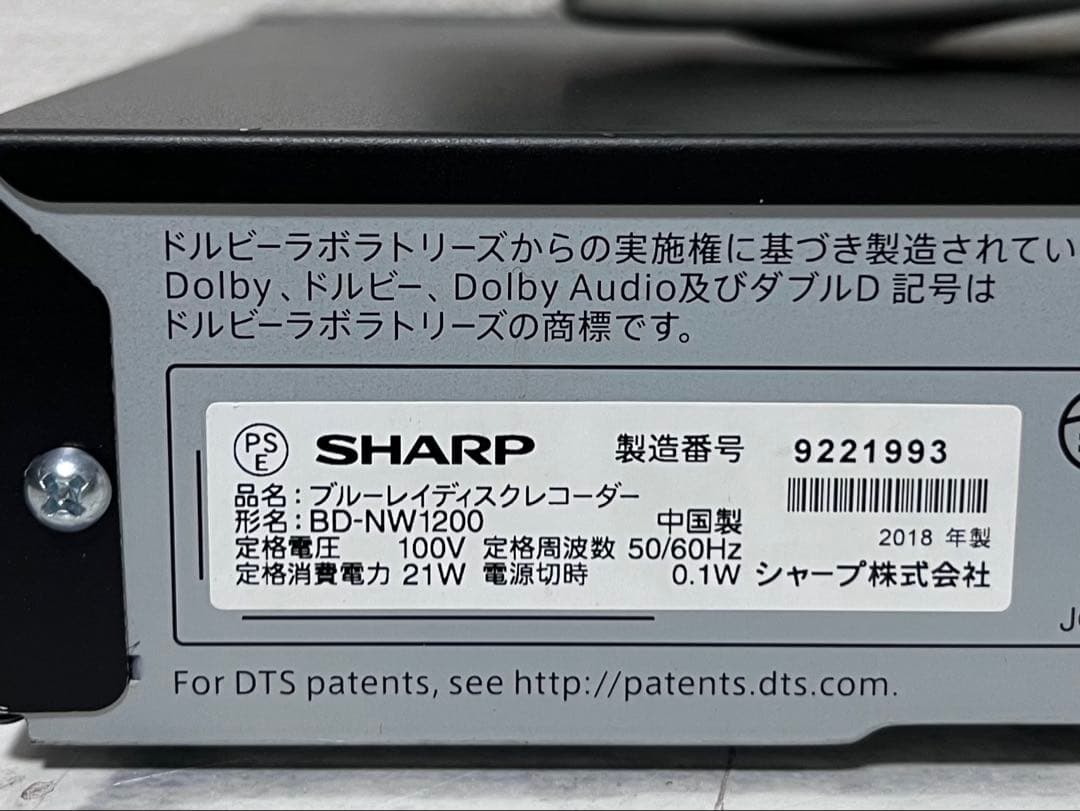 ドルビーラボラトリーズからの実施権に基づき製造されてい
Dolby、ドルビー、Dolby Audio及びダブルD 記号は
ドルビーラボラトリーズの商標です。
PSE SHARP 製造番号 9221993
品名:ブルーレイディスクレコーダー
形名:BD-NW1200 中国製
2018 年製
定格電圧 100V 定格周波数 50/60Hz
定格消費電力 21W 電源切時 0.1W シャープ株式会社
For DTS patents, see http://patents.dts.com.